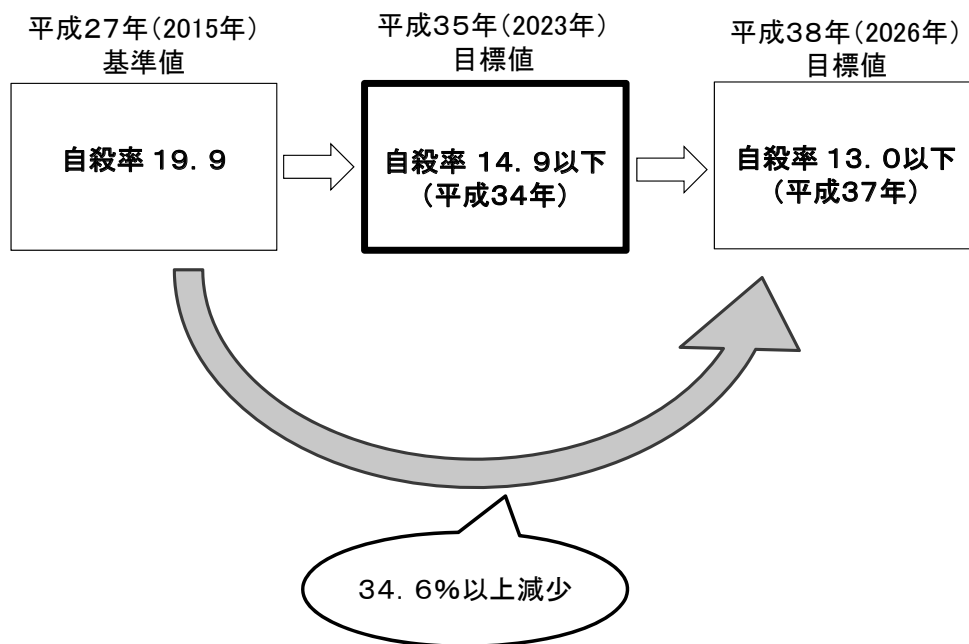 平成27年（2015年）
基準値
自殺率 19．9
平成35年（2023年）
目標値
自殺率 14．9以下
（平成34年）
平成38年（2026年）
目標値
自殺率 13．0以下
（平成37年）
34．6%以上減少